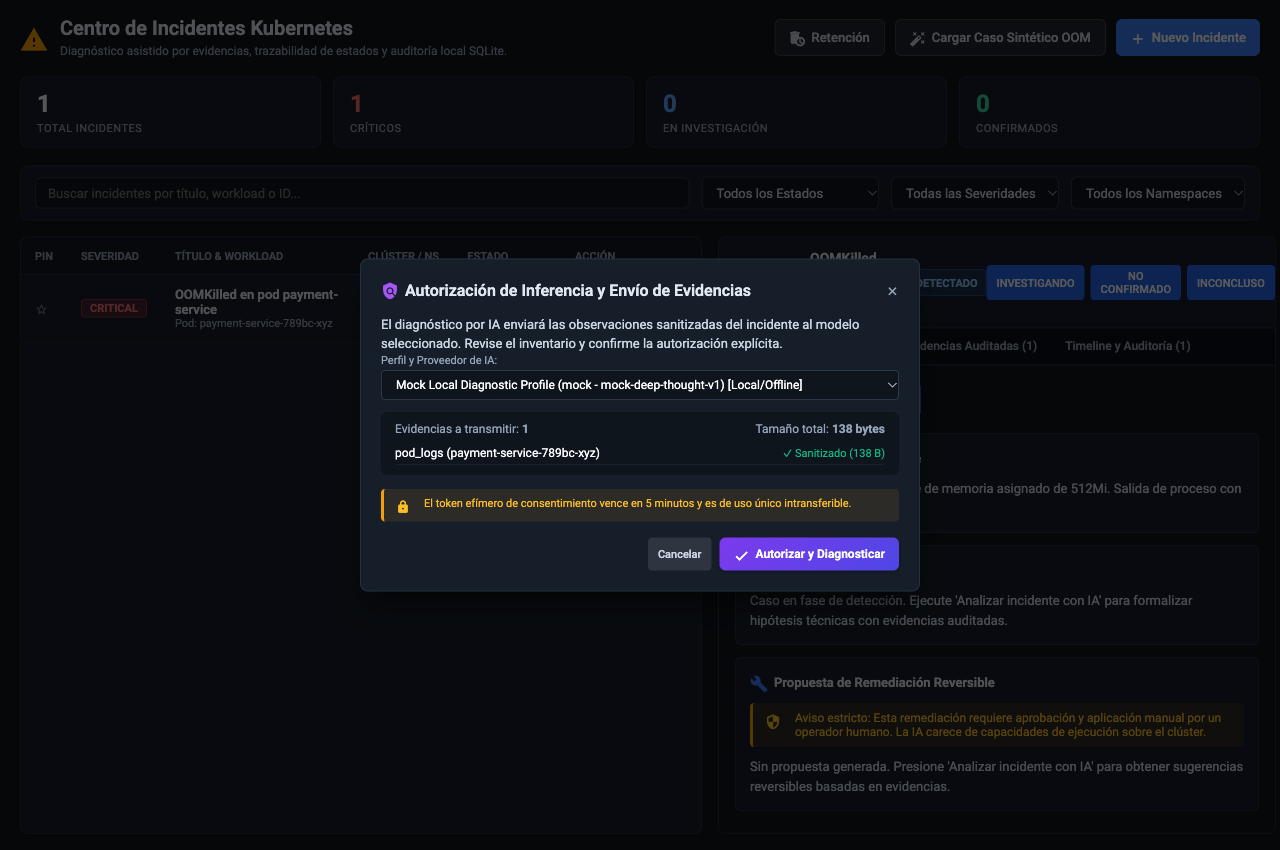 Centro de Incidentes Kubernetes
Diagnóstico asistido por evidencias, trazabilidad de estados y auditoría local SQLite.
Retención
Cargar Caso Sintético OOM
+ Nuevo Incidente
1
TOTAL INCIDENTES
1
CRÍTICOS
0
EN INVESTIGACIÓN
0
CONFIRMADOS
Buscar incidentes por título, workload o ID...
Todos los Estados
Todas las Severidades
Todos los Namespaces
PIN SEVERIDAD TÍTULO & WORKLOAD CLÚSTER / NS ESTADO ACCIÓN
CRITICAL
OOMKilled en pod payment-
service
Pod: payment-service-789bc-xyz
OOMKilled
DETECTADO
INVESTIGANDO
NO
CONFIRMADO
INCONCLUSO
Auditadas (1)
Timeline y Auditoría (1)
de memoria asignado de 512Mi. Salida de proceso con
Caso en fase de detección. Ejecute 'Analizar incidente con IA' para formalizar
hipótesis técnicas con evidencias auditadas.
Propuesta de Remediación Reversible
Aviso estricto: Esta remediación requiere aprobación y aplicación manual por un
operador humano. La IA carece de capacidades de ejecución sobre el clúster.
Sin propuesta generada. Presione 'Analizar incidente con IA' para obtener sugerencias
reversibles basadas en evidencias.
Autorización de Inferencia y Envío de Evidencias
El diagnóstico por IA enviará las observaciones sanitizadas del incidente al modelo
seleccionado. Revise el inventario y confirme la autorización explícita.
Perfil y Proveedor de IA:
Mock Local Diagnostic Profile (mock - mock-deep-thought-v1) [Local/Offline]
Evidencias a transmitir: 1
Tamaño total: 138 bytes
pod_logs (payment-service-789bc-xyz)
✓ Sanitizado (138 B)
El token efímero de consentimiento vence en 5 minutos y es de uso único intransferible.
Cancelar
Autorizar y Diagnosticar